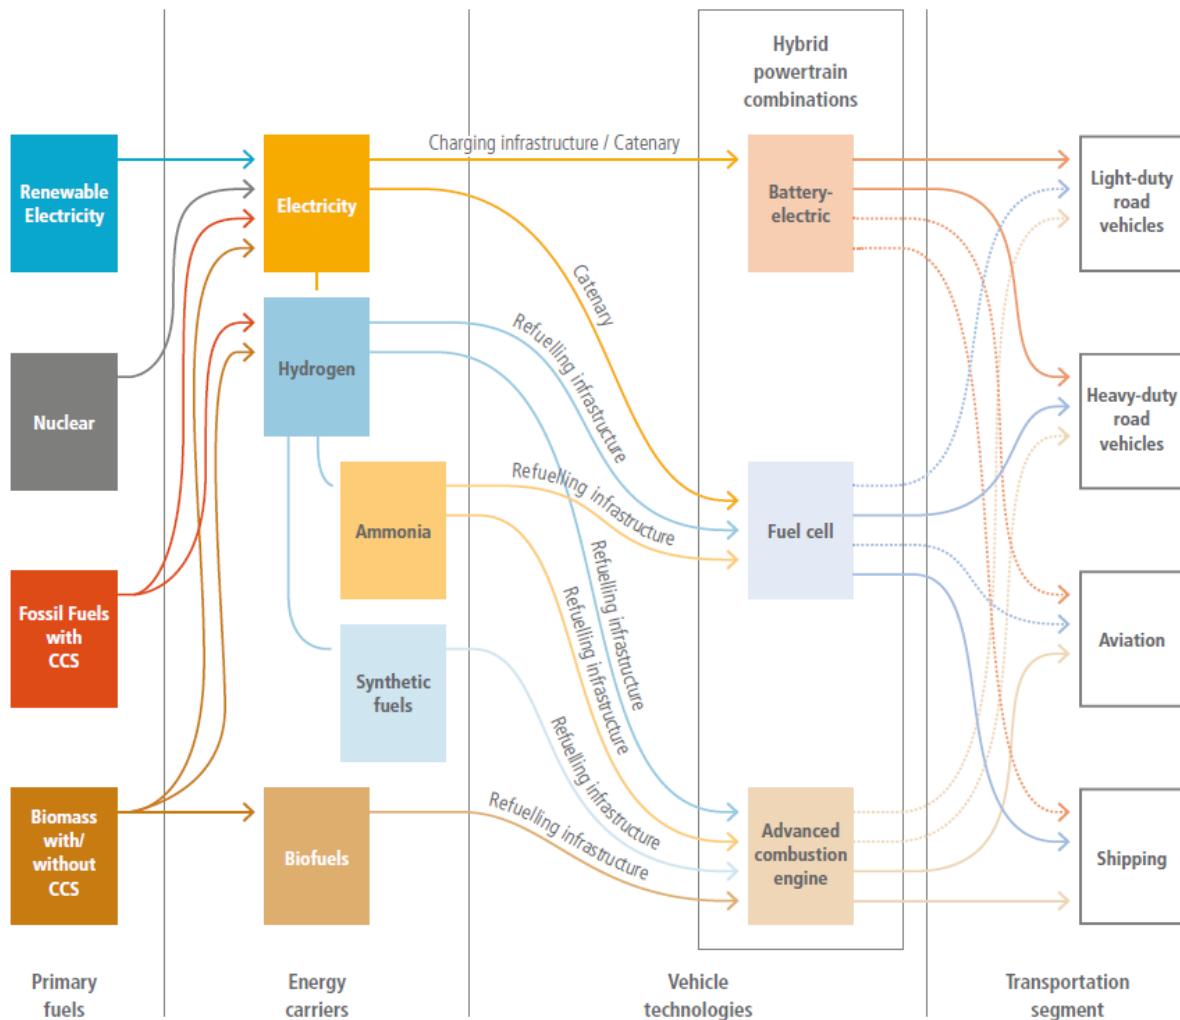 Hybrid
powertrain
combinations
Charging infrastructure / Catenary
Renewable
Electricity
Electricity
Battery-
electric
Light-duty
road
vehicles
Catenary
Refuelling infrastructure
Hydrogen
Nuclear
Heavy-duty
road
vehicles
Refuelling infrastructure
Ammonia
Fuel cell
Refuelling infrastructure
Refuelling infrastructure
Fossil Fuels
with
CCS
Aviation
Synthetic
fuels
Refuelling infrastructure
Refuelling infrastructure
Biomass
with/
without
CCS
Biofuels
Advanced
combustion
engine
Shipping
Primary
fuels
Energy
carriers
Vehicle
technologies
Transportation
segment